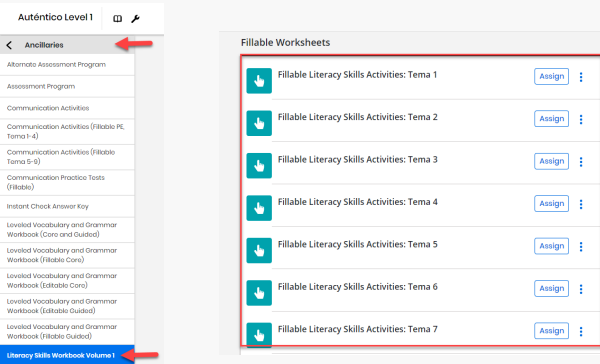 Auténtico Level 1
Ancillaries
Alternate Assessment Program
Assessment Program
Communication Activities
Communication Activities (Fillable PE,
Tema 1-4)
Communication Activities (Fillable
Tema 5-9)
Communication Practice Tests
(Fillable)
Instant Check Answer Key
Leveled Vocabulary and Grammar
Workbook (Core and Guided)
Leveled Vocabulary and Grammar
Workbook (Fillable Core)
Leveled Vocabulary and Grammar
Workbook (Editable Core)
Leveled Vocabulary and Grammar
Workbook (Editable Guided)
Leveled Vocabulary and Grammar
Workbook (Fillable Guided)
Literacy Skills Workbook Volume 1
Fillable Worksheets
Fillable Literacy Skills Activities: Tema 1 Assign
Fillable Literacy Skills Activities: Tema 2 Assign
Fillable Literacy Skills Activities: Tema 3 Assign
Fillable Literacy Skills Activities: Tema 4 Assign
Fillable Literacy Skills Activities: Tema 5 Assign
Fillable Literacy Skills Activities: Tema 6 Assign
Fillable Literacy Skills Activities: Tema 7 Assign